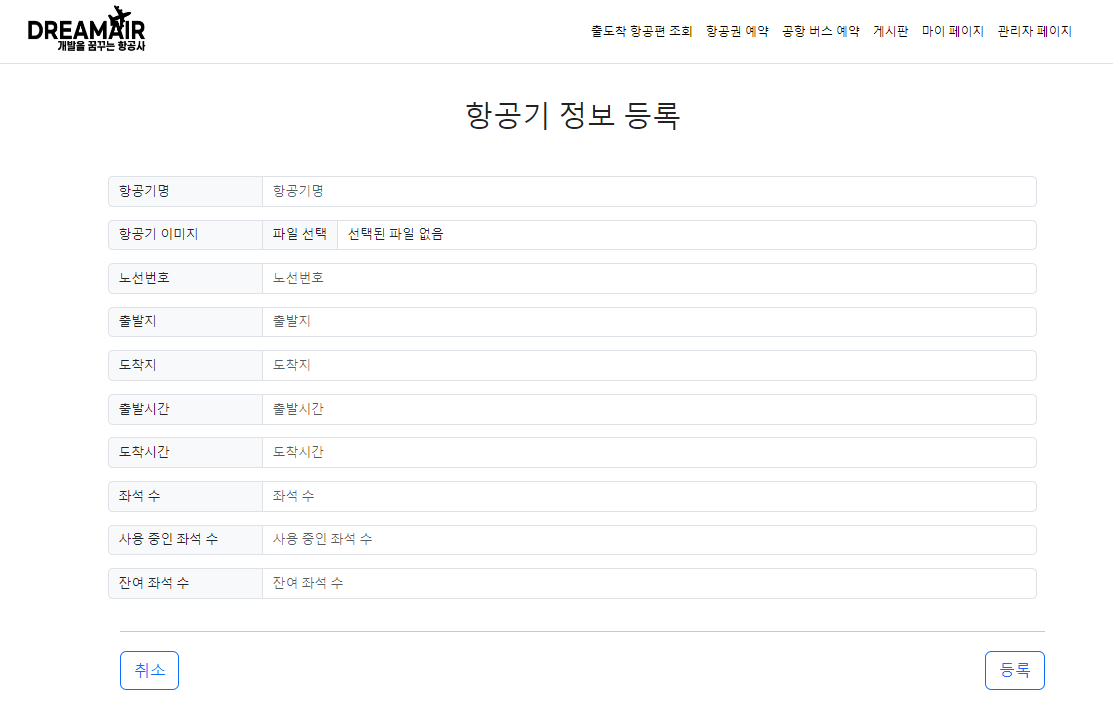 DREAMAIR
개발을 꿈꾸는 항공사
출도착 항공편 조회 항공권 예약 공항 버스 예약 게시판 마이 페이지 관리자 페이지
항공기 정보 등록
항공기명 항공기명
항공기 이미지 파일 선택 선택된 파일 없음
노선번호 노선번호
출발지 출발지
도착지 도착지
출발시간 출발시간
도착시간 도착시간
좌석 수 좌석 수
사용 중인 좌석 수 사용 중인 좌석 수
잔여 좌석 수 잔여 좌석 수
취소 등록